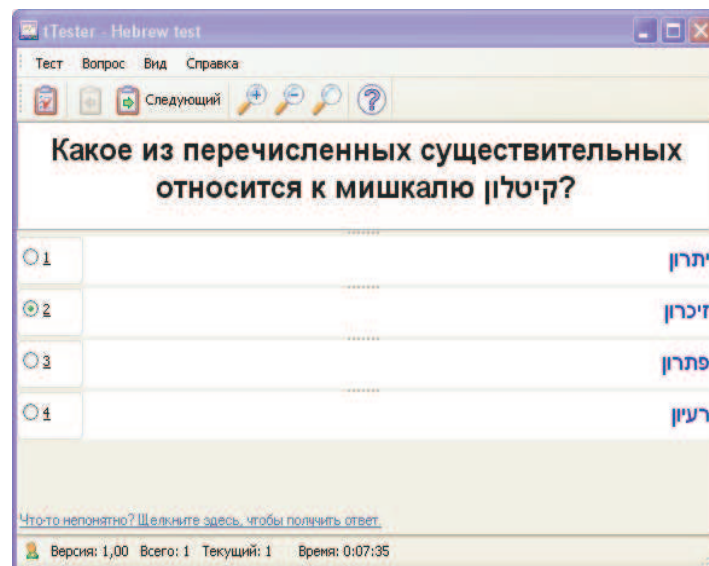 tTester - Hebrew test
Тест Вопрос Вид Справка
Следующий
Какое из перечисленных существительных
относится к мишкалю קיטלון?
1 יתרון
2 זיכרון
3 פתרון
4 רעיון
Что-то непонятно? Щелкните здесь, чтобы получить ответ.
Версия: 1,00 Всего: 1 Текущий: 1 Время: 0:07:35